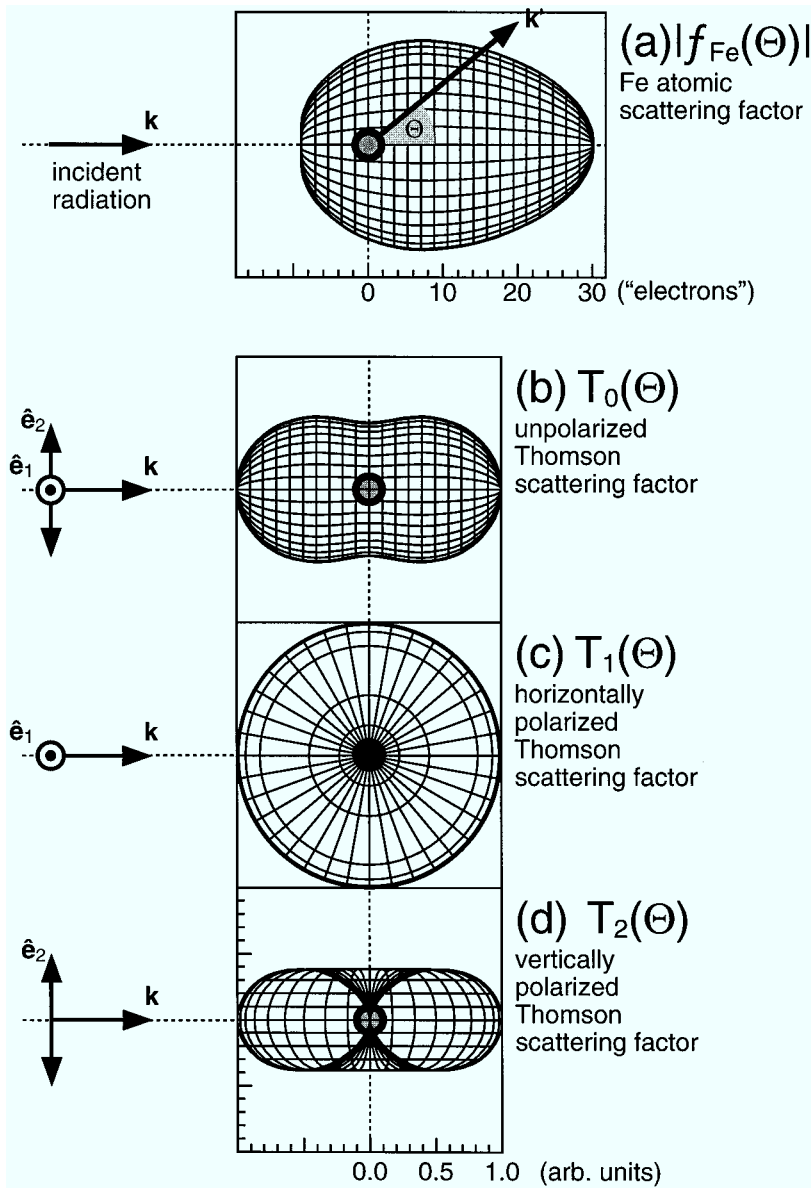 (a)|f Fe(Θ)|
Fe atomic
scattering factor
k'
Θ
k
incident
radiation
0 10 20 30 ("electrons")
(b) T₀(Θ)
unpolarized
Thomson
scattering factor
ê₂
ê₁
k
(c) T₁(Θ)
horizontally
polarized
Thomson
scattering factor
ê₁
k
(d) T₂(Θ)
vertically
polarized
Thomson
scattering factor
ê₂
k
0.0 0.5 1.0 (arb. units)